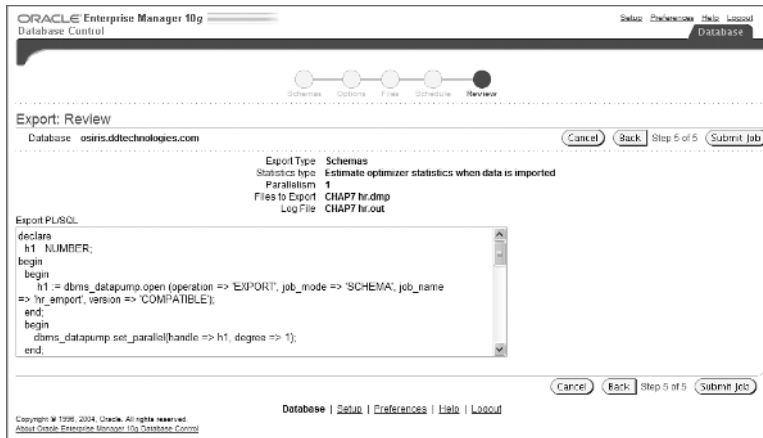 ORACLE Enterprise Manager 10g
Database Control
Setup Preferences Help Logout
Database
Schemas Options Files Schedule Review
Export: Review
Database osiris.ddtechnologies.com
Cancel Back Step 5 of 5 Submit Job
Export Type Schemas
Statistics type Estimate optimizer statistics when data is imported
Parallelism 1
Files to Export CHAP7 hr.dmp
Log File CHAP7 hr.out
Export PL/SQL
declare
h1 NUMBER;
begin
begin
h1 := dbms_datapump.open (operation => 'EXPORT', job_mode => 'SCHEMA', job_name
=> 'hr_emport', version => 'COMPATIBLE');
end;
begin
dbms_datapump.set_parallel(handle => h1, degree => 1);
end;
Cancel Back Step 5 of 5 Submit Job
Database | Setup | Preferences | Help | Logout
Copyright © 1996, 2004, Oracle. All rights reserved.
About Oracle Enterprise Manager 10g Database Control